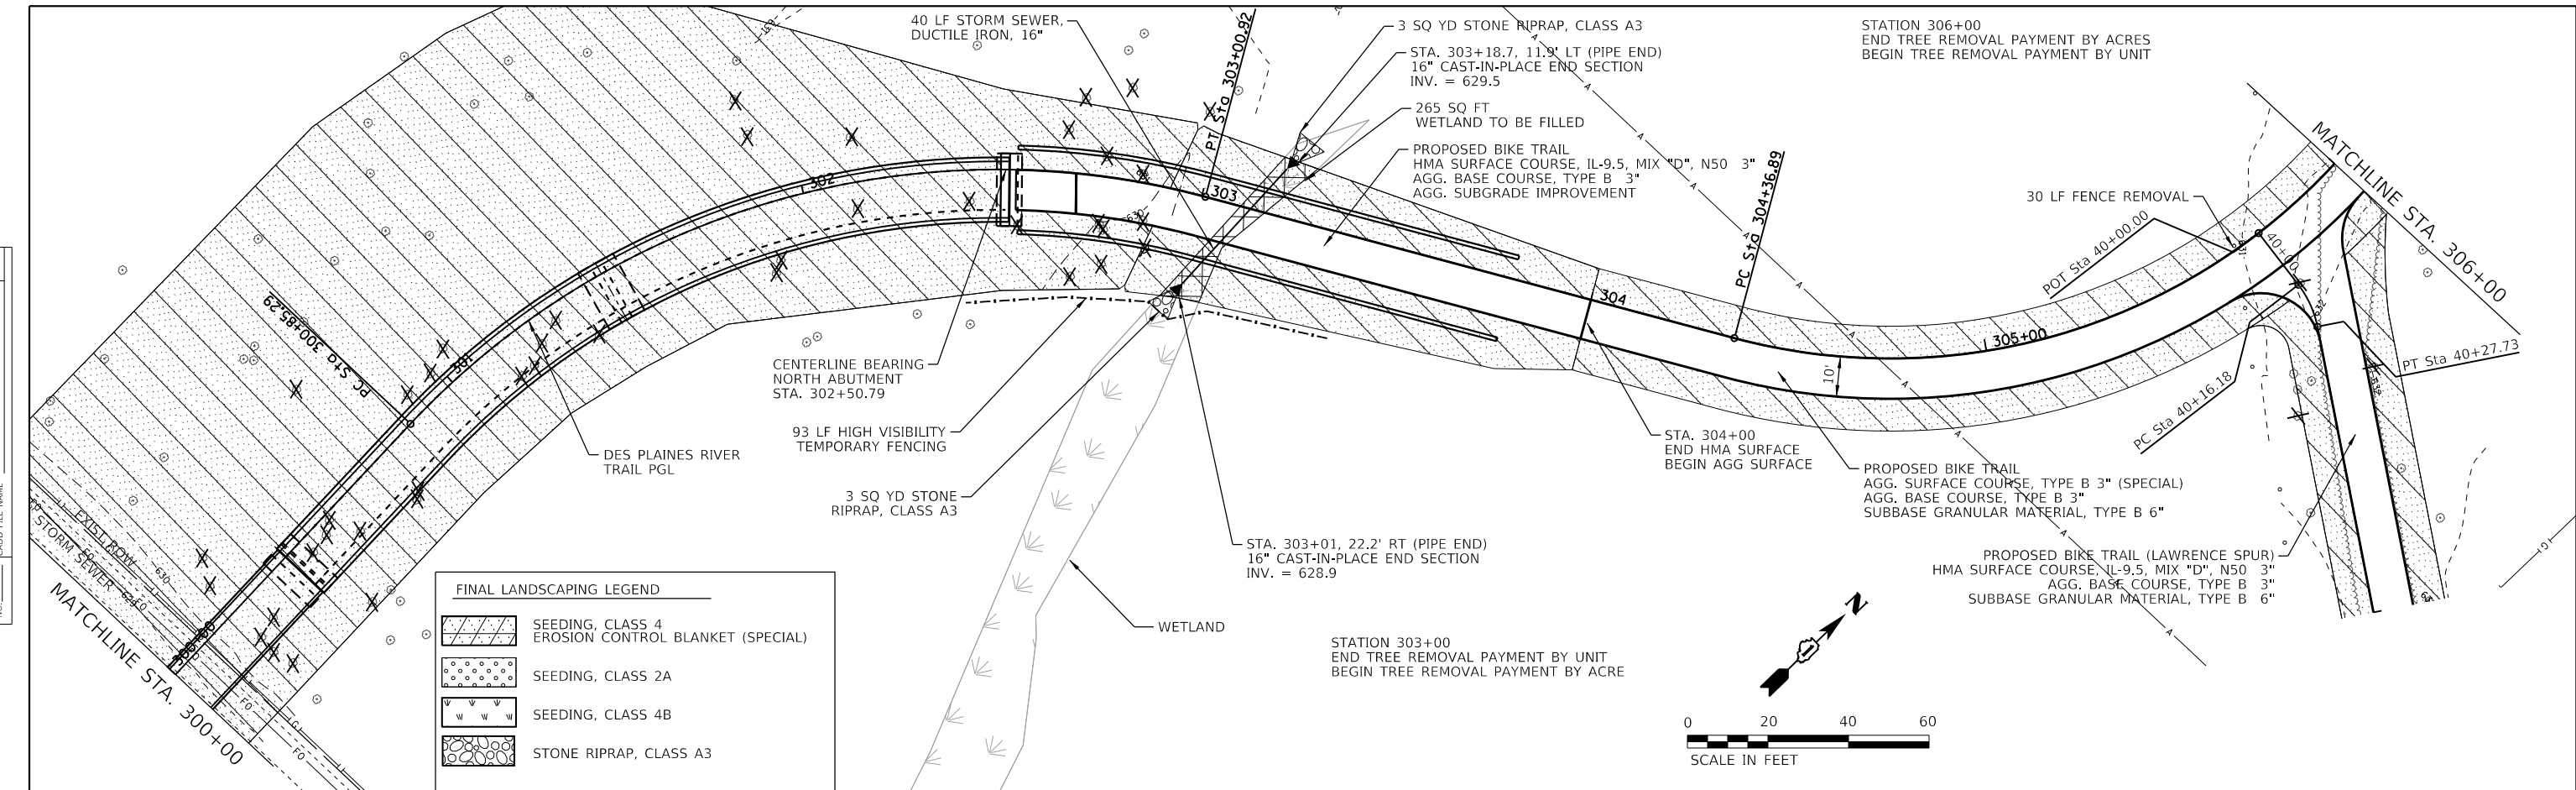 40 LF STORM SEWER,
DUCTILE IRON, 16"
PT Sta 303+00.92
3 SQ YD STONE RIPRAP, CLASS A3
STA. 303+18.7, 11.9' LT (PIPE END)
16" CAST-IN-PLACE END SECTION
INV. = 629.5
265 SQ FT
WETLAND TO BE FILLED
PROPOSED BIKE TRAIL
HMA SURFACE COURSE, IL-9.5, MIX "D", N50 3"
AGG. BASE COURSE, TYPE B 3"
AGG. SUBGRADE IMPROVEMENT
STATION 306+00
END TREE REMOVAL PAYMENT BY ACRES
BEGIN TREE REMOVAL PAYMENT BY UNIT
MATCHLINE STA. 306+00
30 LF FENCE REMOVAL
POT Sta 40+00.00
40+00
PC Sta 304+36.89
302
303
304
305+00
301
630
10'
PC Sta 300+85.29
PC Sta 40+16.18
PT Sta 40+27.73
CENTERLINE BEARING
NORTH ABUTMENT
STA. 302+50.79
93 LF HIGH VISIBILITY
TEMPORARY FENCING
DES PLAINES RIVER
TRAIL PGL
3 SQ YD STONE
RIPRAP, CLASS A3
STA. 304+00
END HMA SURFACE
BEGIN AGG SURFACE
PROPOSED BIKE TRAIL
AGG. SURFACE COURSE, TYPE B 3" (SPECIAL)
AGG. BASE COURSE, TYPE B 3"
SUBBASE GRANULAR MATERIAL, TYPE B 6"
STA. 303+01, 22.2' RT (PIPE END)
16" CAST-IN-PLACE END SECTION
INV. = 628.9
PROPOSED BIKE TRAIL (LAWRENCE SPUR)
HMA SURFACE COURSE, IL-9.5, MIX "D", N50 3"
AGG. BASE COURSE, TYPE B 3"
SUBBASE GRANULAR MATERIAL, TYPE B 6"
WETLAND
STATION 303+00
END TREE REMOVAL PAYMENT BY UNIT
BEGIN TREE REMOVAL PAYMENT BY ACRE
EXIST ROW
STORM SEWER
630
FO
FO
FO
MATCHLINE STA. 300+00
300+00
FINAL LANDSCAPING LEGEND
SEEDING, CLASS 4
EROSION CONTROL BLANKET (SPECIAL)
SEEDING, CLASS 2A
SEEDING, CLASS 4B
STONE RIPRAP, CLASS A3
N
0 20 40 60
SCALE IN FEET